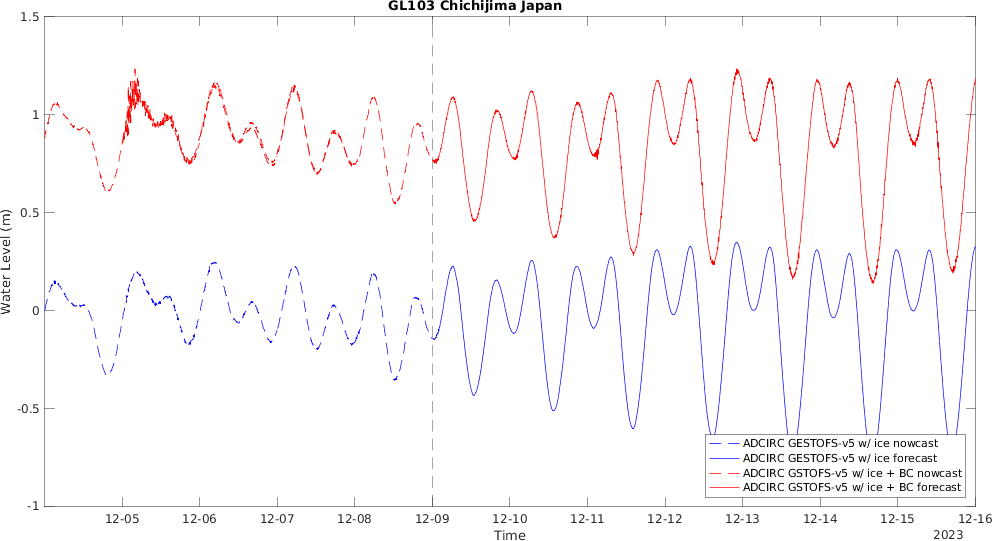 GL103 Chichijima Japan
1.5
1
0.5
0
-0.5
-1
Water Level (m)
12-05 12-06 12-07 12-08 12-09 12-10 12-11 12-12 12-13 12-14 12-15 12-16
Time
2023
ADCIRC GESTOFS-v5 w/ ice nowcast
ADCIRC GESTOFS-v5 w/ ice forecast
ADCIRC GSTOFS-v5 w/ ice + BC nowcast
ADCIRC GSTOFS-v5 w/ ice + BC forecast